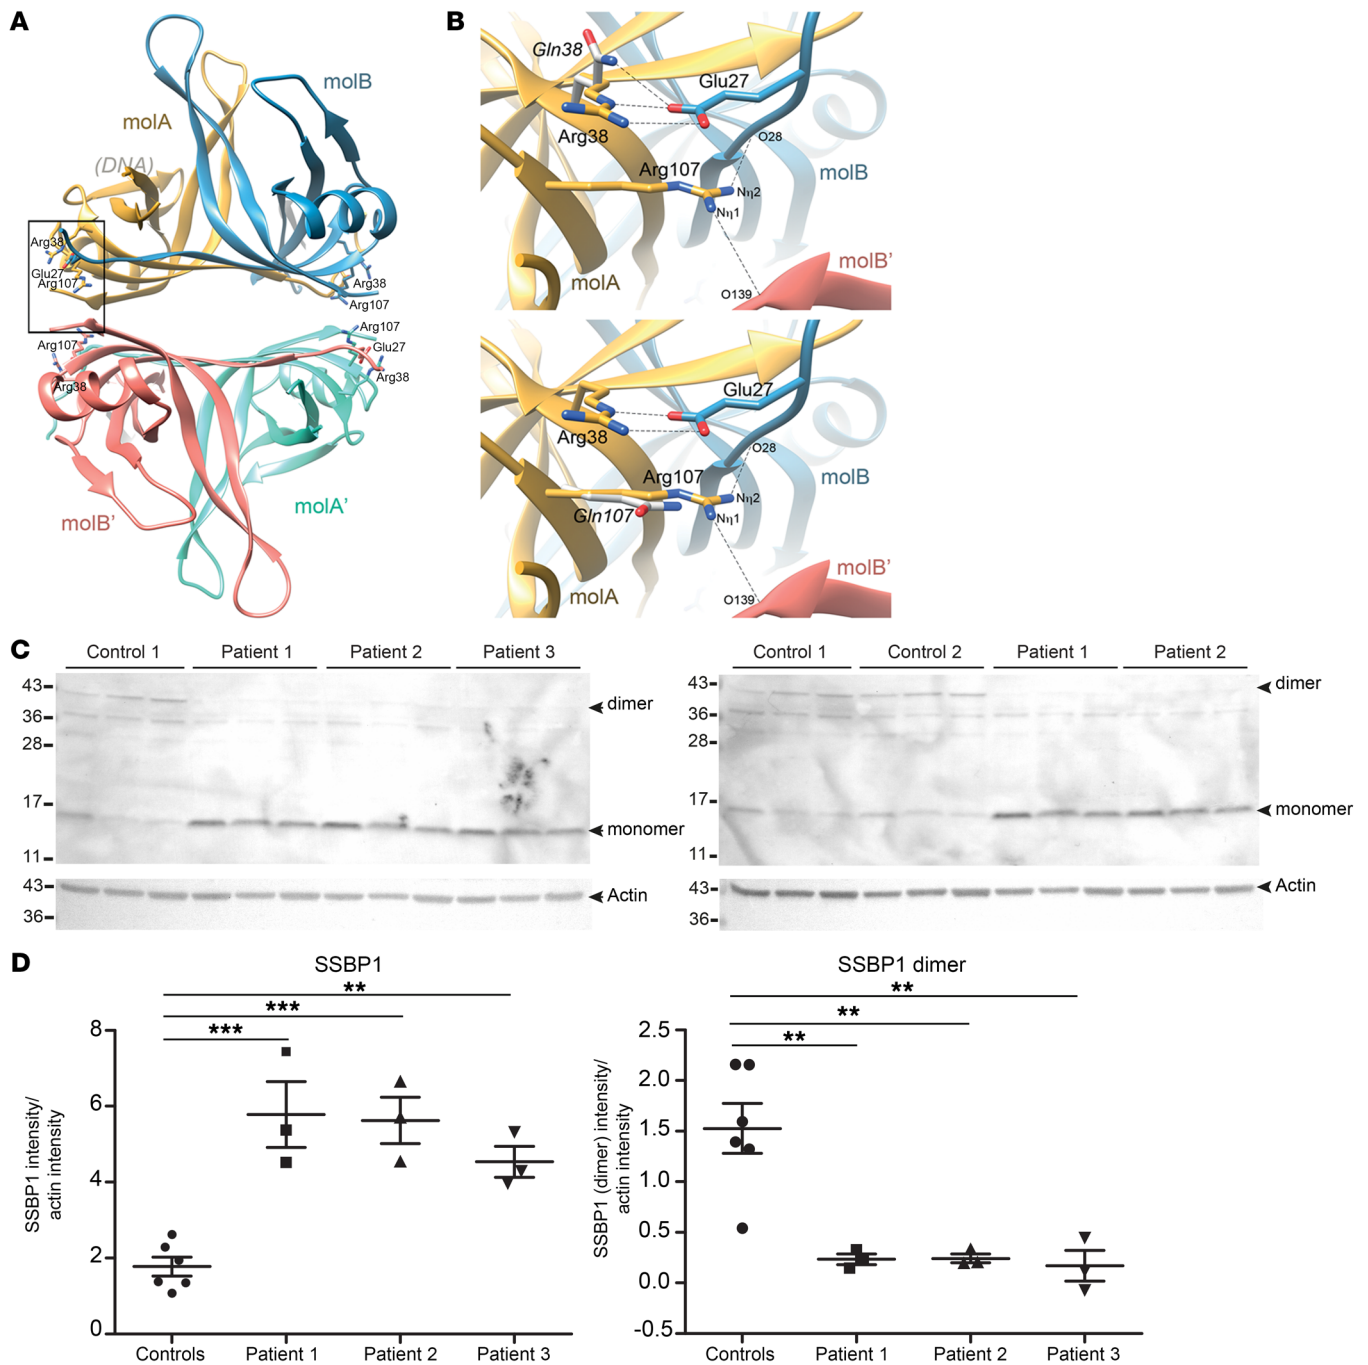 A
molB
molA
(DNA)
Arg38
Glu27
Arg107
Arg38
Arg107
Arg107
Arg107
Glu27
Arg38
Arg38
molB'
molA'
B
Gln38
Glu27
Arg38
O28
Arg107
molB
Nη2
Nη1
molB'
molA
O139
Glu27
Arg38
O28
Arg107
molB
Nη2
Gln107
Nη1
molB'
molA
O139
C
Control 1 Patient 1 Patient 2 Patient 3
43
dimer
36
28
17
monomer
11
43
Actin
36
Control 1 Control 2 Patient 1 Patient 2
43
dimer
36
28
17
monomer
11
43
Actin
36
D
SSBP1
**
***
***
8
6
4
2
0
SSBP1 intensity/
actin intensity
Controls Patient 1 Patient 2 Patient 3
SSBP1 dimer
**
**
**
2.5
2.0
1.5
1.0
0.5
0.0
-0.5
SSBP1 (dimer) intensity/
actin intensity
Controls Patient 1 Patient 2 Patient 3